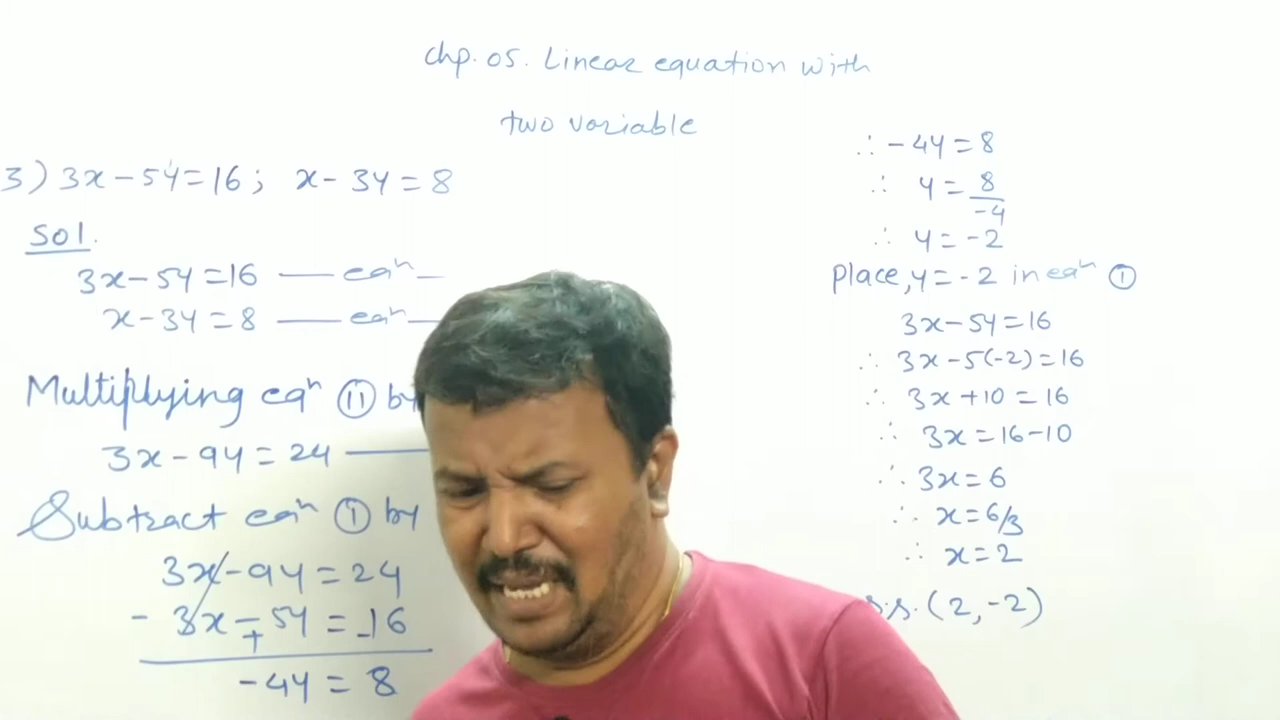 Chp. 05. Linear equation with
two variable
3) 3x-5y=16; x-3y=8
Sol.
3x-5y=16 — eqⁿ —
x-3y=8 — eqⁿ —
Multiplying eqⁿ (II) by
3x-9y=24 —
Subtract eqⁿ (I) by
3x-9y=24
- 3x-5y=16
+ -
-4y=8
∴ -4y=8
∴ y=8/-4
∴ y=-2
Place, y=-2 in eqⁿ (I)
3x-5y=16
∴ 3x-5(-2)=16
∴ 3x+10=16
∴ 3x=16-10
∴ 3x=6
∴ x=6/3
∴ x=2
s.s. (2,-2)